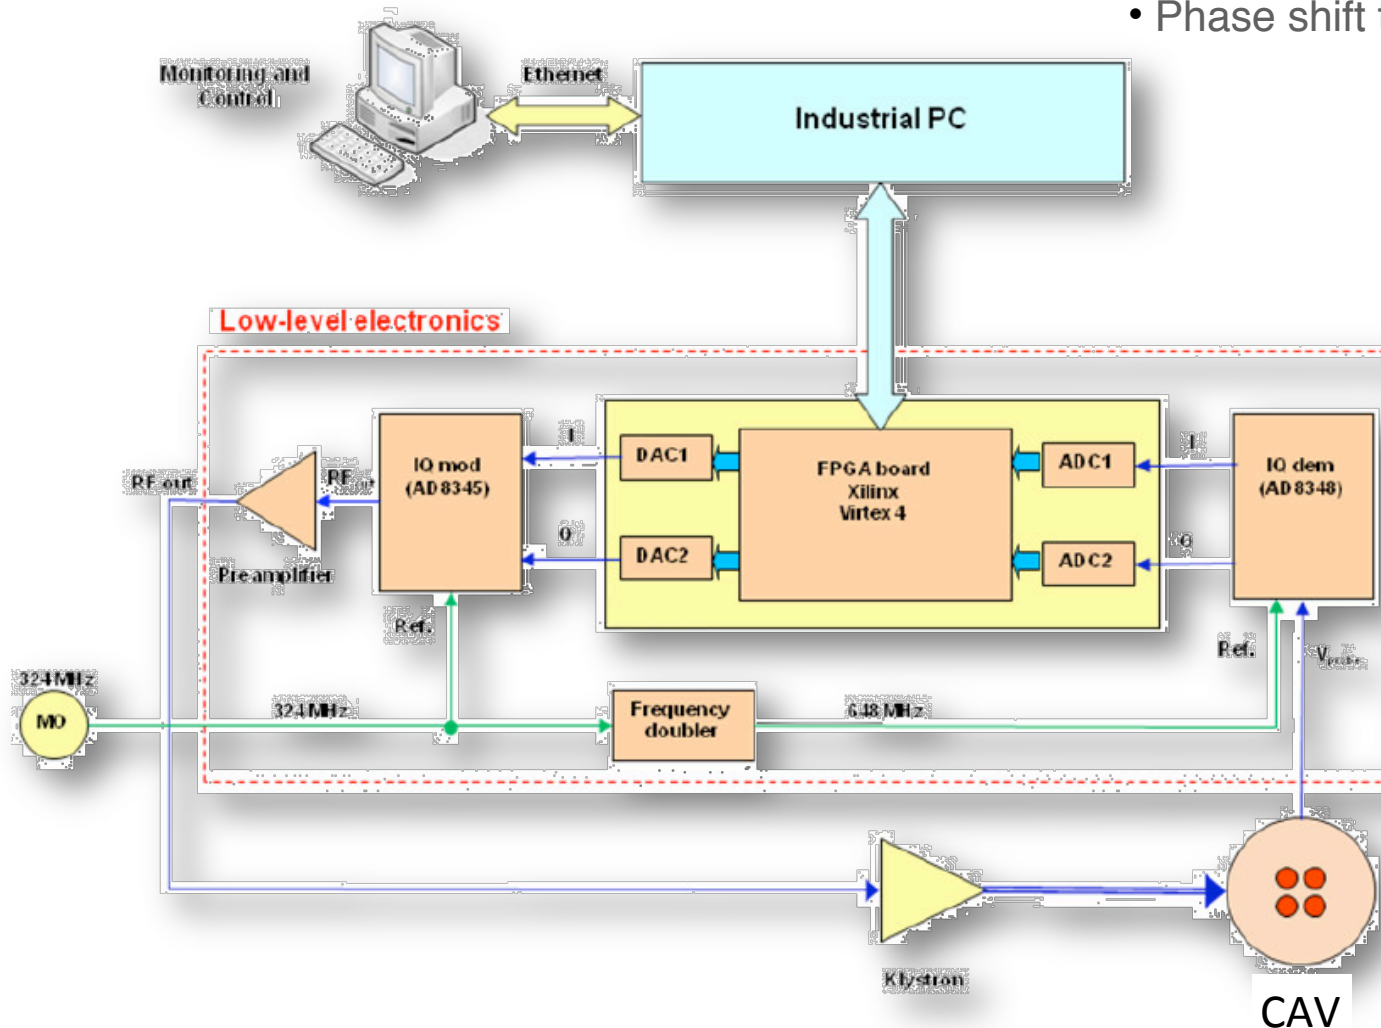 • Phase shift
Monitoring and
Control
Ethernet
Industrial PC
Low-level electronics
RF out
RF out
Preamplifier
IQ mod
(AD8345)
I
Q
DAC1
DAC2
FPGA board
Xilinx
Virtex 4
ADC1
ADC2
I
Q
IQ dem
(AD8348)
Ref.
Ref.
Vprobe
324 MHz
MO
324 MHz
Frequency
doubler
648 MHz
Klystron
CAV